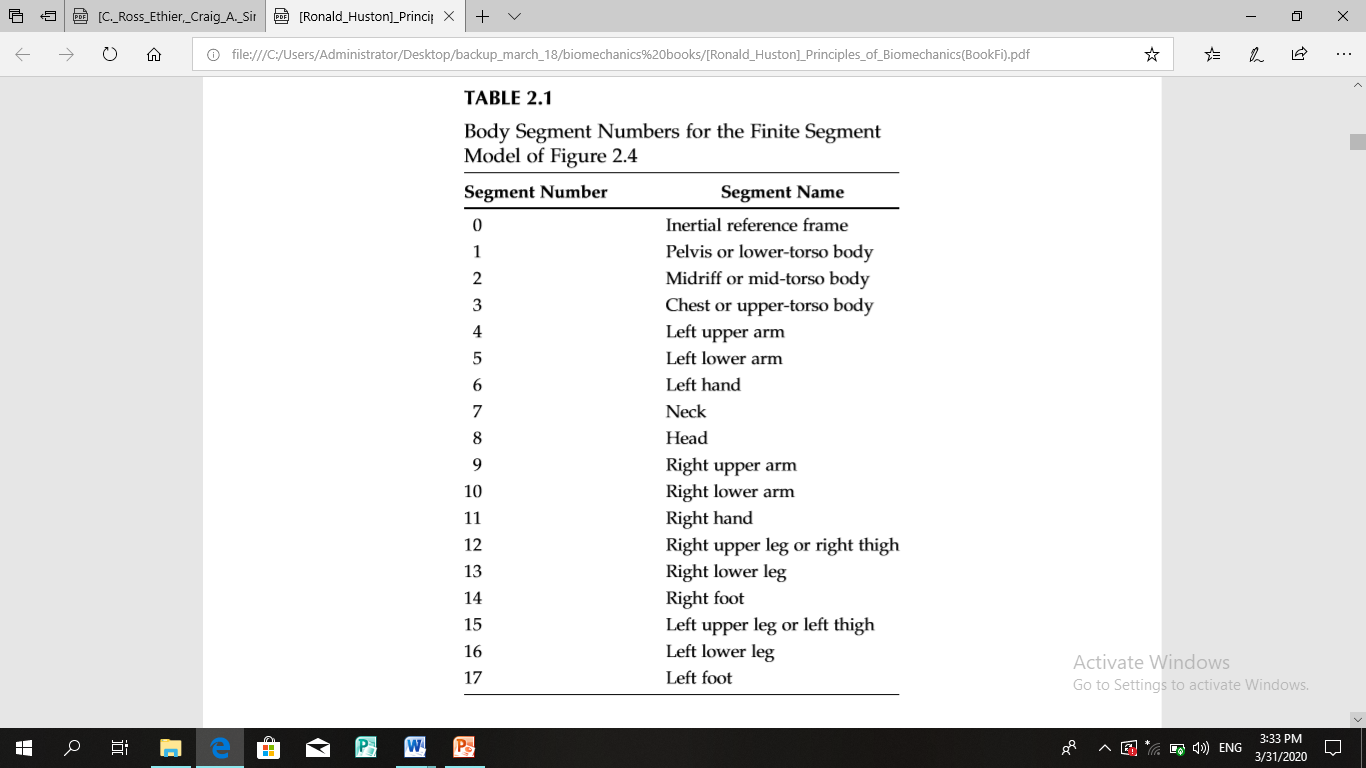 [C._Ross_Ethier,_Craig_A._Sir
[Ronald_Huston]_Princip
file:///C:/Users/Administrator/Desktop/backup_march_18/biomechanics%20books/[Ronald_Huston]_Principles_of_Biomechanics(BookFi).pdf
TABLE 2.1
Body Segment Numbers for the Finite Segment
Model of Figure 2.4
Segment Number Segment Name
0 Inertial reference frame
1 Pelvis or lower-torso body
2 Midriff or mid-torso body
3 Chest or upper-torso body
4 Left upper arm
5 Left lower arm
6 Left hand
7 Neck
8 Head
9 Right upper arm
10 Right lower arm
11 Right hand
12 Right upper leg or right thigh
13 Right lower leg
14 Right foot
15 Left upper leg or left thigh
16 Left lower leg
17 Left foot
Activate Windows
Go to Settings to activate Windows.
ENG
3:33 PM
3/31/2020